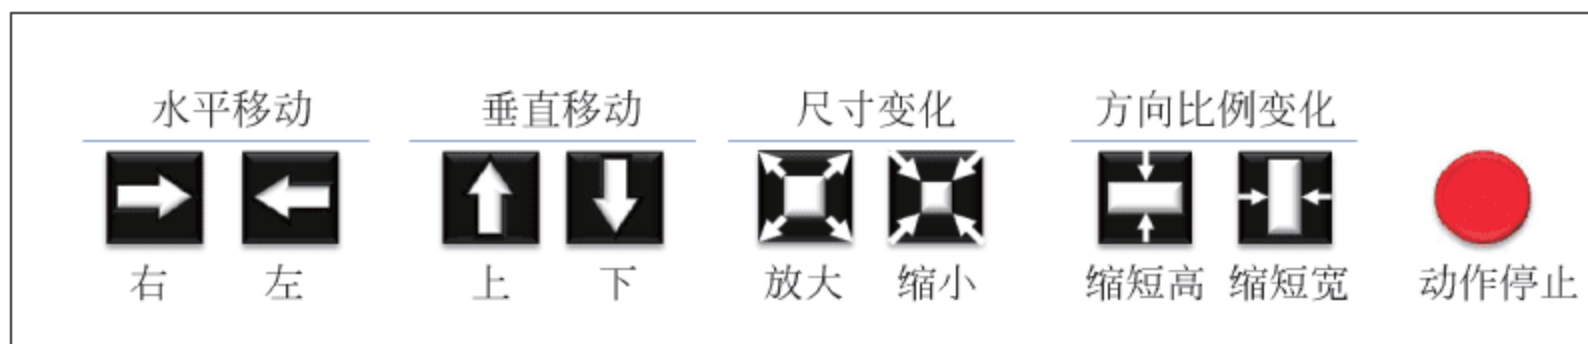 水平移动 垂直移动 尺寸变化 方向比例变化
右 左 上 下 放大 缩小 缩短高 缩短宽 动作停止